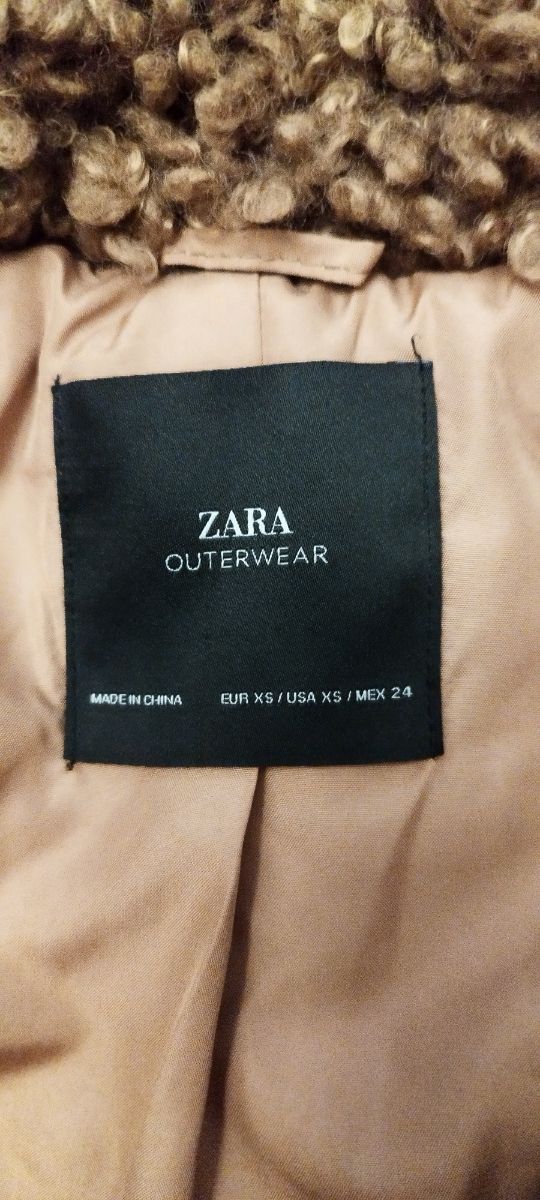 ZARA
OUTERWEAR
MADE IN CHINA EUR XS / USA XS / MEX 24